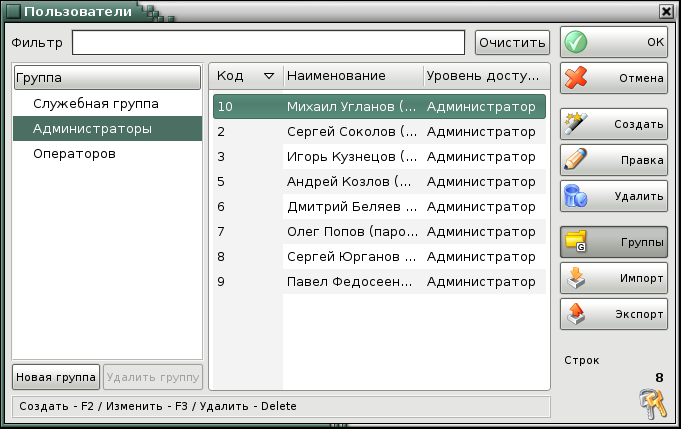 Пользователи
Фильтр
Очистить
Группа
Служебная группа
Администраторы
Операторов
Новая группа
Удалить группу
Код Наименование Уровень досту...
10 Михаил Угланов (... Администратор
2 Сергей Соколов (... Администратор
3 Игорь Кузнецов (... Администратор
5 Андрей Козлов (... Администратор
6 Дмитрий Беляев ... Администратор
7 Олег Попов (паро... Администратор
8 Сергей Юрганов ... Администратор
9 Павел Федосеен... Администратор
OK
Отмена
Создать
Правка
Удалить
G Группы
Импорт
Экспорт
Строк
8
Создать - F2 / Изменить - F3 / Удалить - Delete